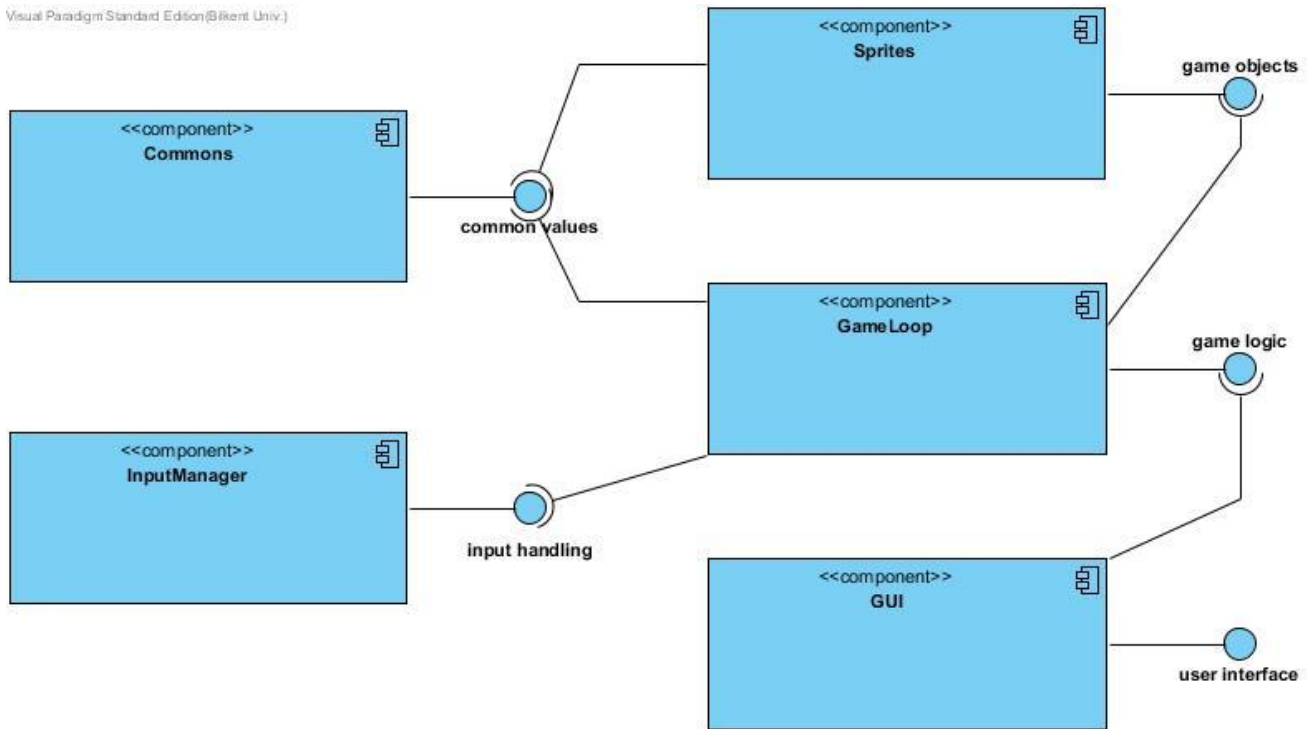 Visual Paradigm Standard Edition(Bilkent Univ.)
<<component>>
Sprites
game objects
<<component>>
Commons
common values
<<component>>
GameLoop
game logic
<<component>>
InputManager
input handling
<<component>>
GUI
user interface